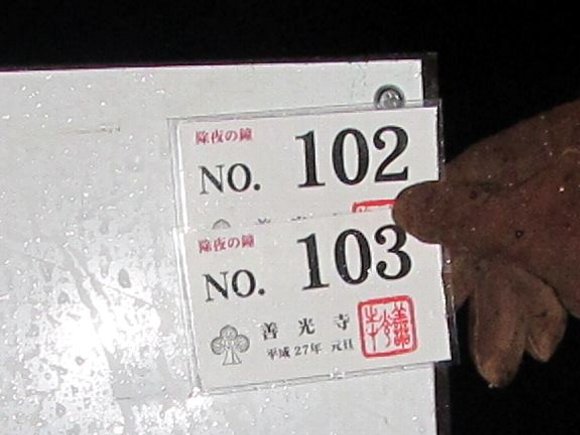 除夜の鐘
NO. 102
除夜の鐘
NO. 103
善光寺
平成27年 元旦